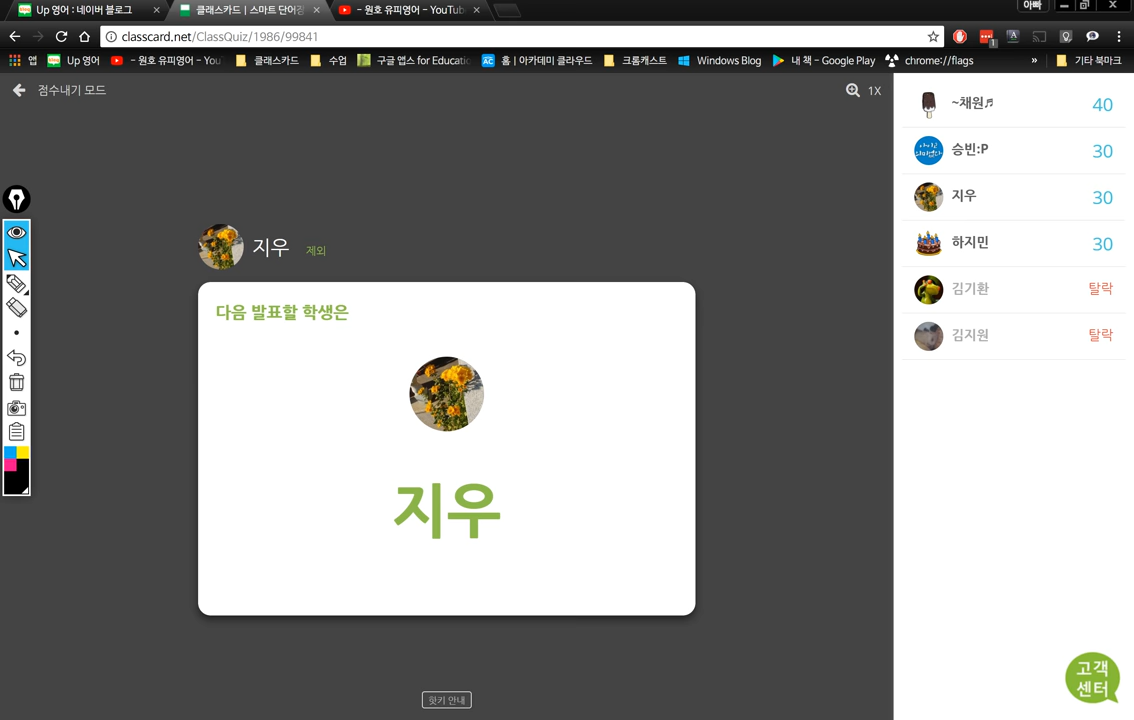 Up 영어 : 네이버 블로그
클래스카드 | 스마트 단어장
- 원호 유피영어 - YouTub
아빠
classcard.net/ClassQuiz/1986/99841
앱
Up 영어
- 원호 유피영어 - You
클래스카드
수업
구글 앱스 for Educatio
AC 홈 | 아카데미 클라우드
크롬캐스트
Windows Blog
내 책 - Google Play
chrome://flags
»
기타 북마크
점수내기 모드
1X
~채원♬ 40
승빈:P 30
지우 30
하지민 30
김기환 탈락
김지원 탈락
지우 제외
다음 발표할 학생은
지우
핫키 안내
고객
센터